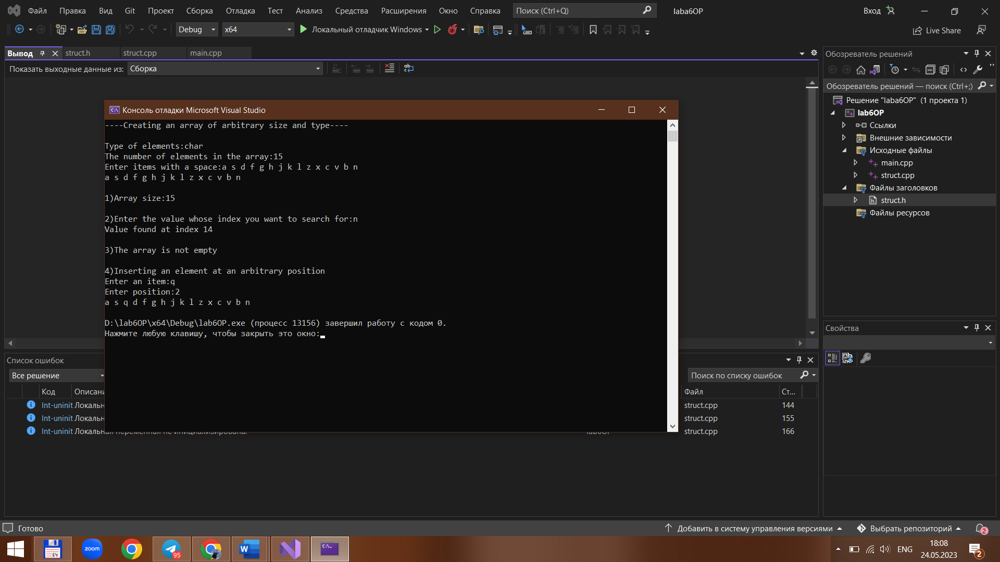 Файл Правка Вид Git Проект Сборка Отладка Тест Анализ Средства Расширения Окно Справка Поиск (Ctrl+Q) laba6OP Вход
Debug x64 Локальный отладчик Windows Live Share
Вывод struct.h struct.cpp main.cpp
Показать выходные данные из: Сборка
Консоль отладки Microsoft Visual Studio
----Creating an array of arbitrary size and type----
Type of elements:char
The number of elements in the array:15
Enter items with a space:a s d f g h j k l z x c v b n
a s d f g h j k l z x c v b n
1)Array size:15
2)Enter the value whose index you want to search for:n
Value found at index 14
3)The array is not empty
4)Inserting an element at an arbitrary position
Enter an item:q
Enter position:2
a s q d f g h j k l z x c v b n
D:\lab6OP\x64\Debug\lab6OP.exe (процесс 13156) завершил работу с кодом 0.
Нажмите любую клавишу, чтобы закрыть это окно:
Обозреватель решений
Обозреватель решений — поиск (Ctrl+;)
Решение "laba6OP" (1 проекта 1)
lab6OP
Ссылки
Внешние зависимости
Исходные файлы
main.cpp
struct.cpp
Файлы заголовков
struct.h
Файлы ресурсов
Свойства
Список ошибок
Все решение Поиск по списку ошибок
Код Описани Файл Ст...
lnt-uninit Локальн struct.cpp 144
lnt-uninit Локальн struct.cpp 155
lnt-uninit Локальная переменная не инициализирована. lab6OP struct.cpp 166
Готово Добавить в систему управления версиями Выбрать репозиторий 2
64 zoom 95 W ENG 18:08
24.05.2023 2